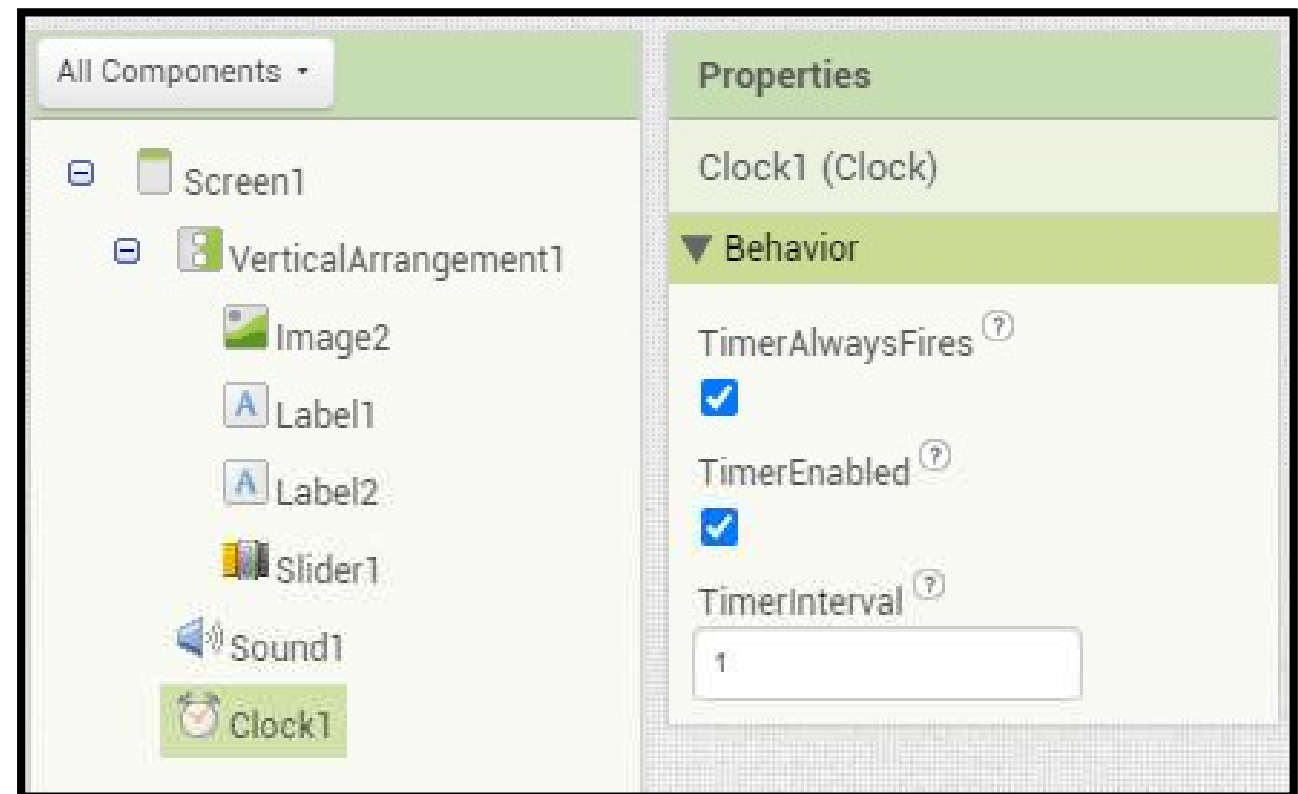 All Components
Screen1
VerticalArrangement1
Image2
Label1
Label2
Slider1
Sound1
Clock1
Properties
Clock1 (Clock)
Behavior
TimerAlwaysFires ?
TimerEnabled ?
TimerInterval ?
1